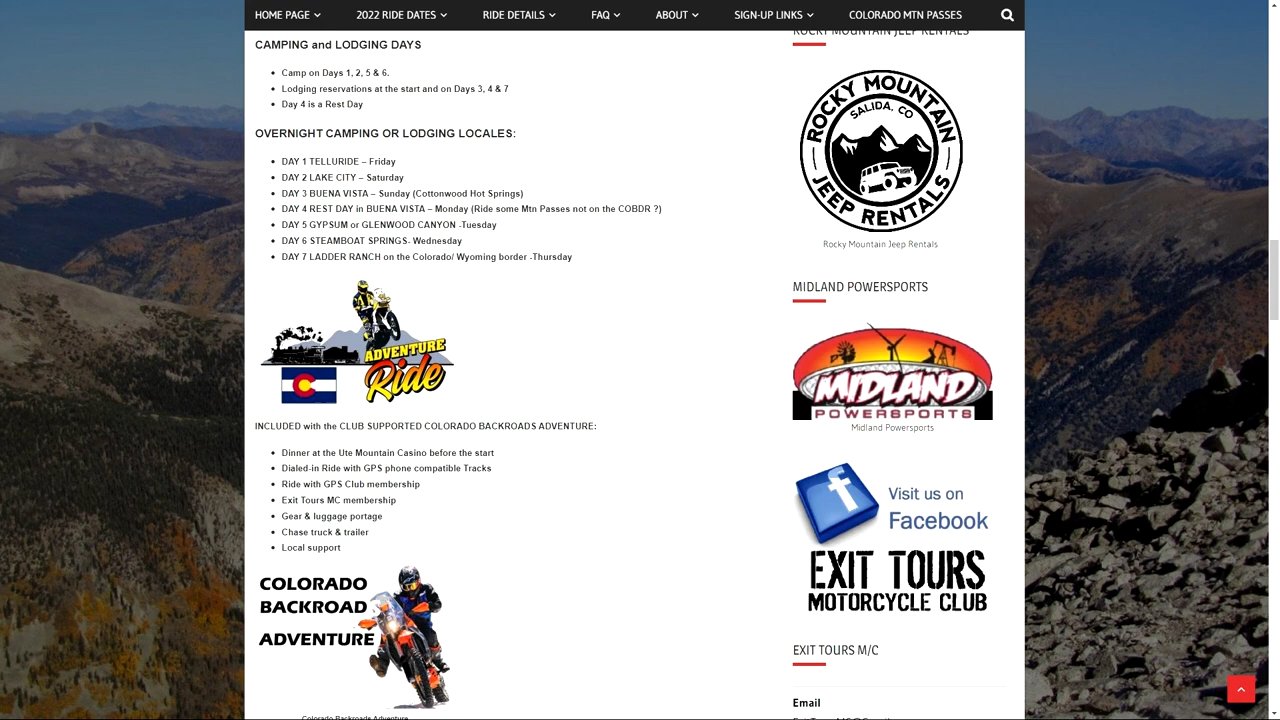 HOME PAGE 2022 RIDE DATES RIDE DETAILS FAQ ABOUT SIGN-UP LINKS COLORADO MTN PASSES
CAMPING and LODGING DAYS
Camp on Days 1, 2, 5 & 6.
Lodging reservations at the start and on Days 3, 4 & 7
Day 4 is a Rest Day
OVERNIGHT CAMPING OR LODGING LOCALES:
DAY 1 TELLURIDE – Friday
DAY 2 LAKE CITY – Saturday
DAY 3 BUENA VISTA – Sunday (Cottonwood Hot Springs)
DAY 4 REST DAY in BUENA VISTA – Monday (Ride some Mtn Passes not on the COBDR ?)
DAY 5 GYPSUM or GLENWOOD CANYON -Tuesday
DAY 6 STEAMBOAT SPRINGS- Wednesday
DAY 7 LADDER RANCH on the Colorado/ Wyoming border -Thursday
ADVENTURE
Ride
INCLUDED with the CLUB SUPPORTED COLORADO BACKROADS ADVENTURE:
Dinner at the Ute Mountain Casino before the start
Dialed-in Ride with GPS phone compatible Tracks
Ride with GPS Club membership
Exit Tours MC membership
Gear & luggage portage
Chase truck & trailer
Local support
COLORADO
BACKROAD
ADVENTURE
Colorado Backroads Adventure
ROCKY MOUNTAIN JEEP RENTALS
ROCKY MOUNTAIN
SALIDA, CO
JEEP RENTALS
Rocky Mountain Jeep Rentals
MIDLAND POWERSPORTS
MIDLAND
POWERSPORTS
Midland Powersports
f
Visit us on
Facebook
EXIT TOURS
MOTORCYCLE CLUB
EXIT TOURS M/C
Email